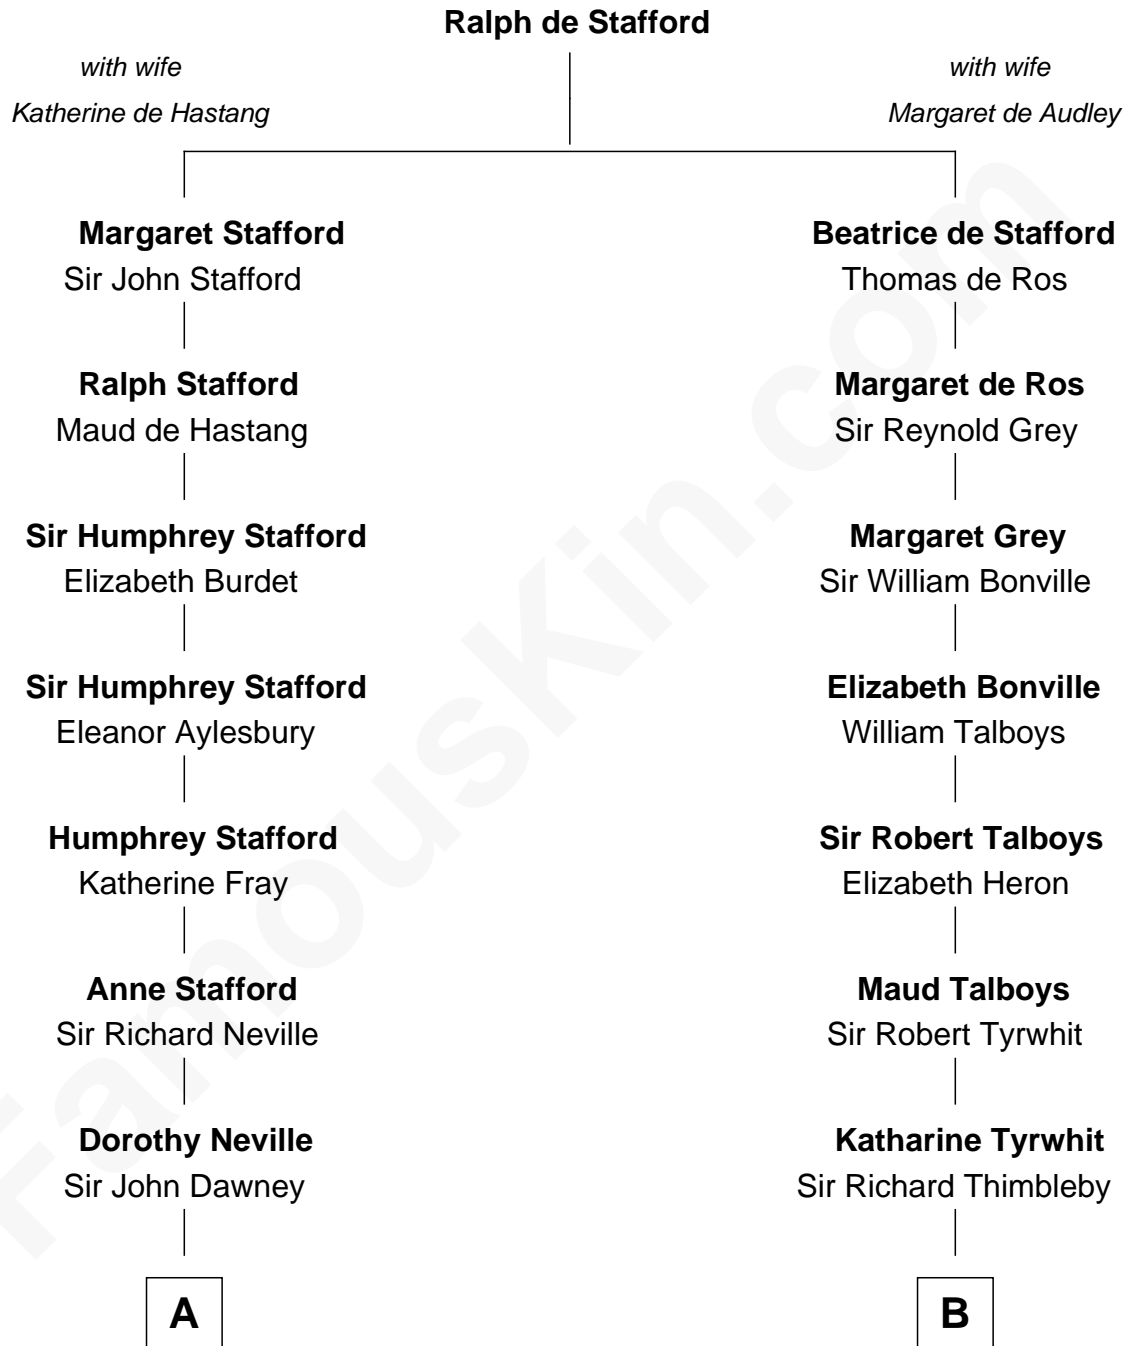 Ralph de Stafford
with wife
Katherine de Hastang
with wife
Margaret de Audley
Margaret Stafford
Sir John Stafford
Ralph Stafford
Maud de Hastang
Sir Humphrey Stafford
Elizabeth Burdet
Sir Humphrey Stafford
Eleanor Aylesbury
Humphrey Stafford
Katherine Fray
Anne Stafford
Sir Richard Neville
Dorothy Neville
Sir John Dawney
A
Beatrice de Stafford
Thomas de Ros
Margaret de Ros
Sir Reynold Grey
Margaret Grey
Sir William Bonville
Elizabeth Bonville
William Talboys
Sir Robert Talboys
Elizabeth Heron
Maud Talboys
Sir Robert Tyrwhit
Katharine Tyrwhit
Sir Richard Thimbleby
B
FamousKin.com